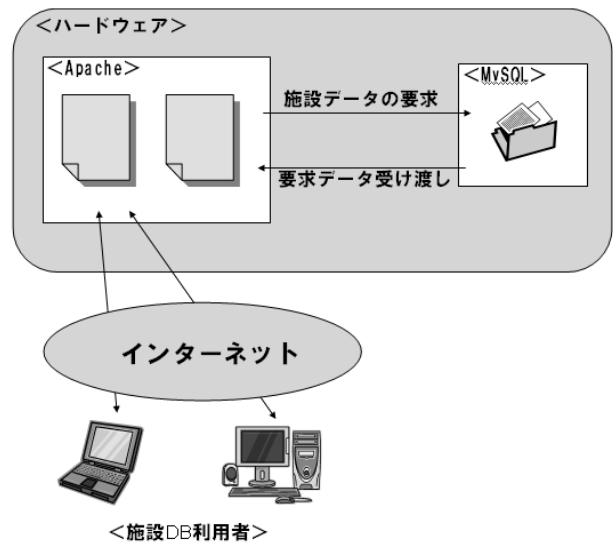 ＜ハードウェア＞
＜Apache＞
＜MySQL＞
施設データの要求
要求データ受け渡し
インターネット
＜施設DB利用者＞